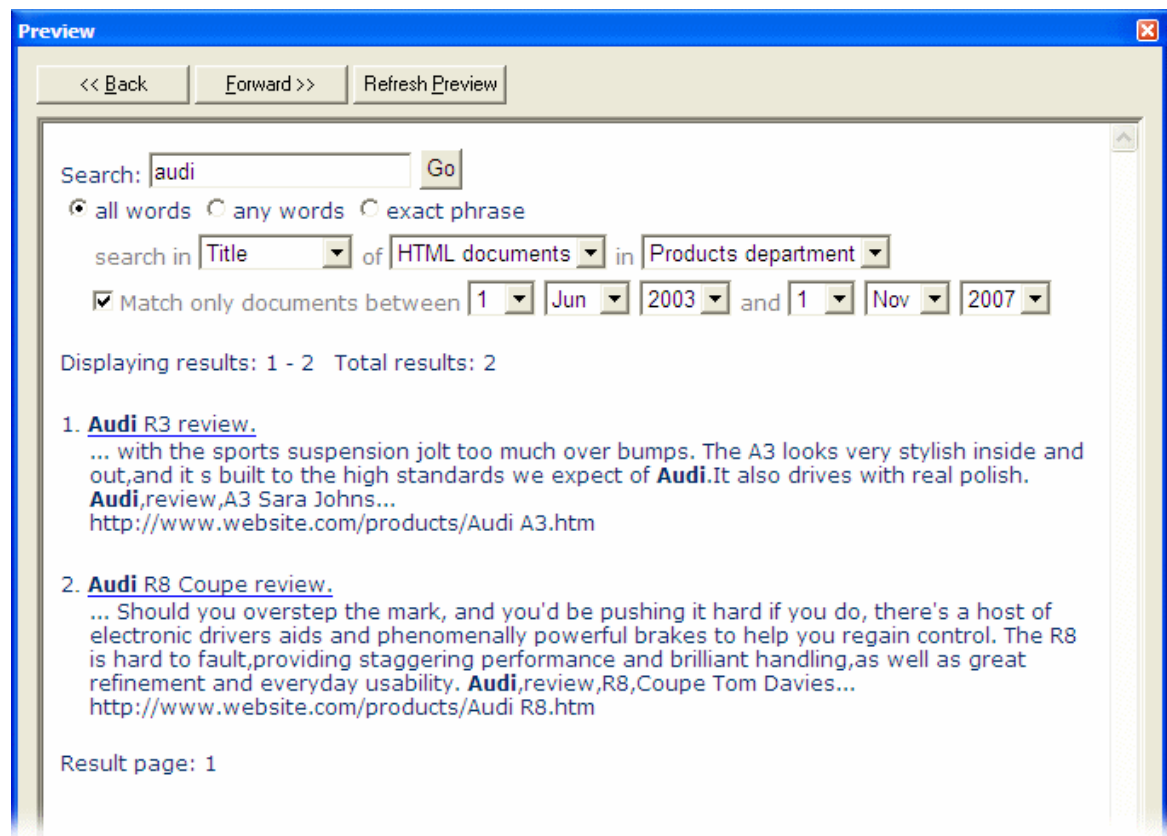 Preview
<< Back Forward >> Refresh Preview
Search: audi Go
all words any words exact phrase
search in Title of HTML documents in Products department
Match only documents between 1 Jun 2003 and 1 Nov 2007
Displaying results: 1 - 2 Total results: 2
1. Audi R3 review.
... with the sports suspension jolt too much over bumps. The A3 looks very stylish inside and
out,and it s built to the high standards we expect of Audi.It also drives with real polish.
Audi,review,A3 Sara Johns...
http://www.website.com/products/Audi A3.htm
2. Audi R8 Coupe review.
... Should you overstep the mark, and you'd be pushing it hard if you do, there's a host of
electronic drivers aids and phenomenally powerful brakes to help you regain control. The R8
is hard to fault,providing staggering performance and brilliant handling,as well as great
refinement and everyday usability. Audi,review,R8,Coupe Tom Davies...
http://www.website.com/products/Audi R8.htm
Result page: 1